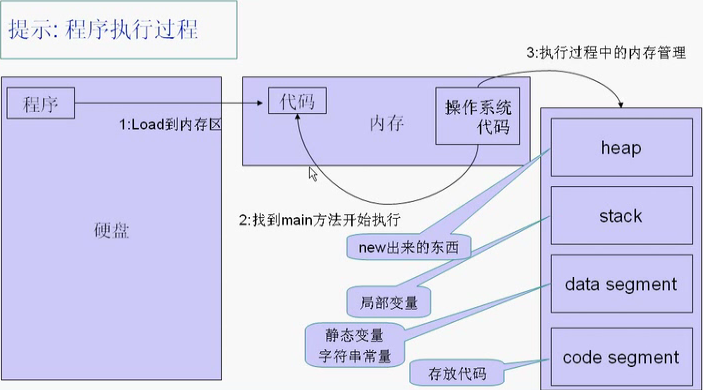 提示: 程序执行过程
3:执行过程中的内存管理
程序
代码
操作系统
代码
内存
1:Load到内存区
heap
stack
2:找到main方法开始执行
硬盘
new出来的东西
data segment
局部变量
静态变量
字符串常量
code segment
存放代码